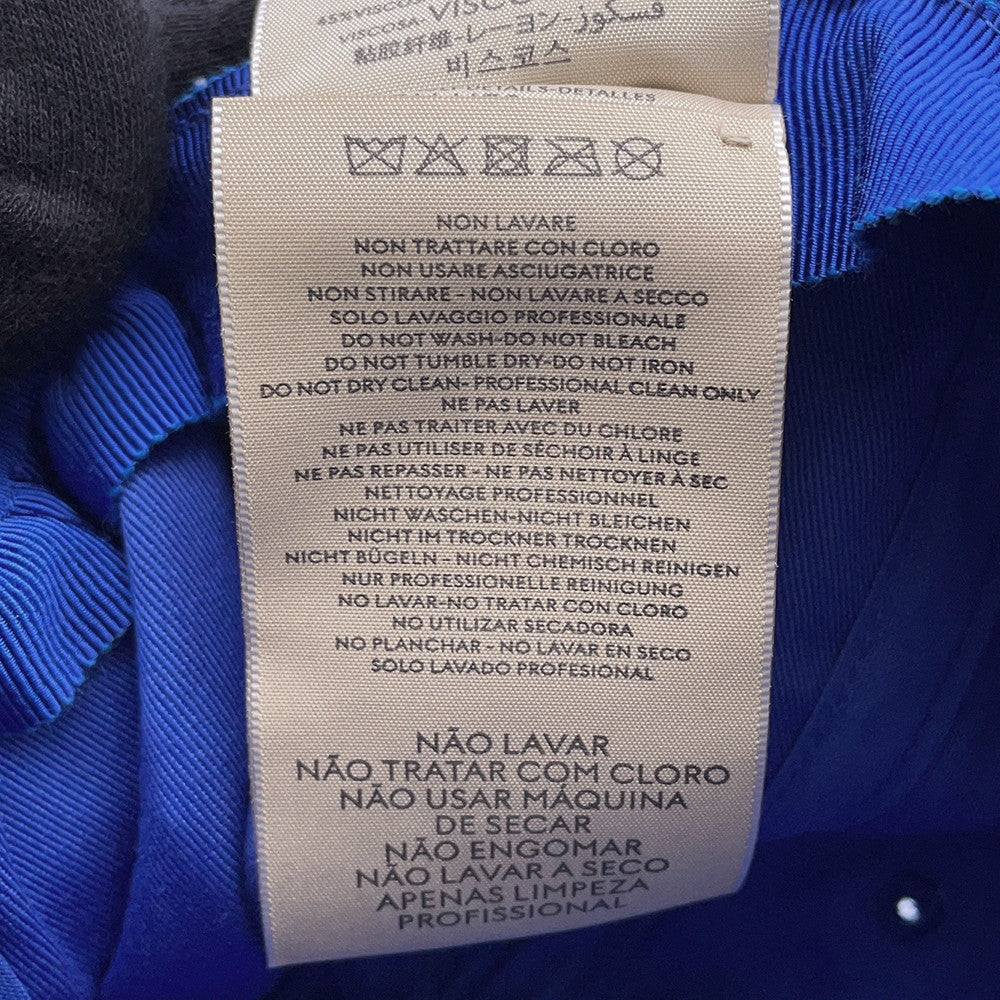 45%VISCOS
VISCOSA- VISCO
粘胶纤维-レーヨン-فسكوز
비스코스
DETAILS-DETALLES
NON LAVARE
NON TRATTARE CON CLORO
NON USARE ASCIUGATRICE
NON STIRARE - NON LAVARE A SECCO
SOLO LAVAGGIO PROFESSIONALE
DO NOT WASH-DO NOT BLEACH
DO NOT TUMBLE DRY-DO NOT IRON
DO NOT DRY CLEAN- PROFESSIONAL CLEAN ONLY
NE PAS LAVER
NE PAS TRAITER AVEC DU CHLORE
NE PAS UTILISER DE SÉCHOIR À LINGE
NE PAS REPASSER - NE PAS NETTOYER À SEC
NETTOYAGE PROFESSIONNEL
NICHT WASCHEN-NICHT BLEICHEN
NICHT IM TROCKNER TROCKNEN
NICHT BÜGELN - NICHT CHEMISCH REINIGEN
NUR PROFESSIONELLE REINIGUNG
NO LAVAR-NO TRATAR CON CLORO
NO UTILIZAR SECADORA
NO PLANCHAR - NO LAVAR EN SECO
SOLO LAVADO PROFESIONAL
NÃO LAVAR
NÃO TRATAR COM CLORO
NÃO USAR MÁQUINA
DE SECAR
NÃO ENGOMAR
NÃO LAVAR A SECO
APENAS LIMPEZA
PROFISSIONAL